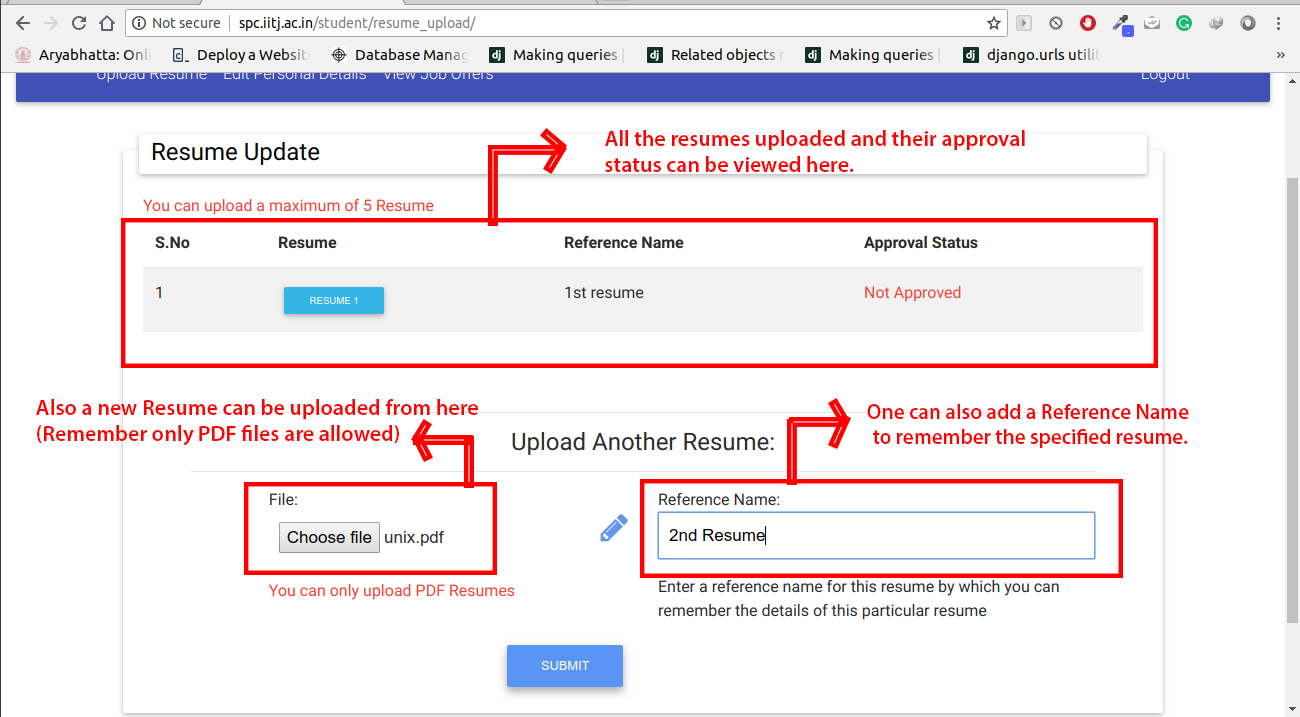 Not secure | spc.iitj.ac.in/student/resume_upload/
Aryabhatta: Onli Deploy a Websit Database Manag Making queries | Related objects r Making queries | django.urls utilit »
Upload Resume Edit Personal Details View Job Offers Logout
Resume Update
All the resumes uploaded and their approval
status can be viewed here.
You can upload a maximum of 5 Resume
S.No Resume Reference Name Approval Status
1 RESUME 1 1st resume Not Approved
Also a new Resume can be uploaded from here
(Remember only PDF files are allowed)
One can also add a Reference Name
to remember the specified resume.
Upload Another Resume:
File:
Choose file unix.pdf
You can only upload PDF Resumes
Reference Name:
2nd Resume
Enter a reference name for this resume by which you can
remember the details of this particular resume
SUBMIT